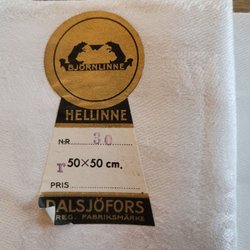 BJÖRNLINNE
HELLINNE
NR 30
r 50×50 cm.
PRIS
DALSJÖFORS
REG. FABRIKSMÄRKE